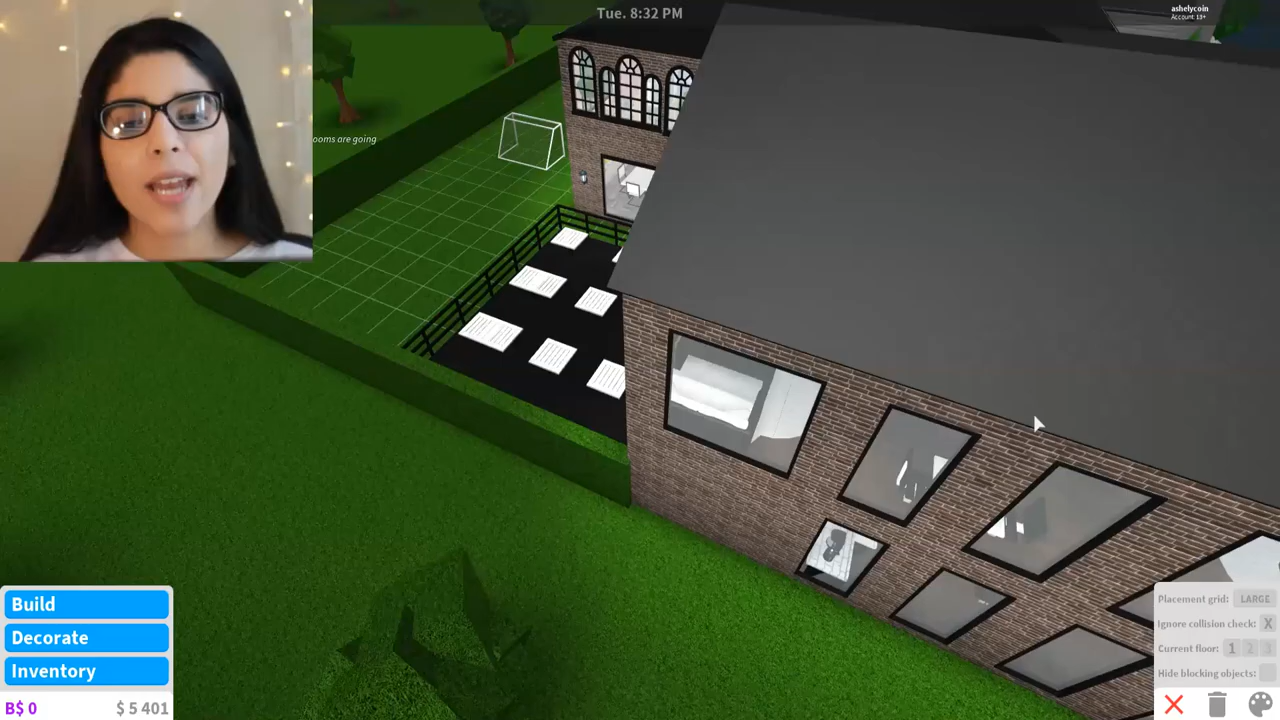 Tue. 8:32 PM
ashelycoin
Account: 13+
ooms are going
Build
Decorate
Inventory
B$ 0
$ 5 401
Placement grid: LARGE
Ignore collision check: X
Current floor: 1 2 3
Hide blocking objects: